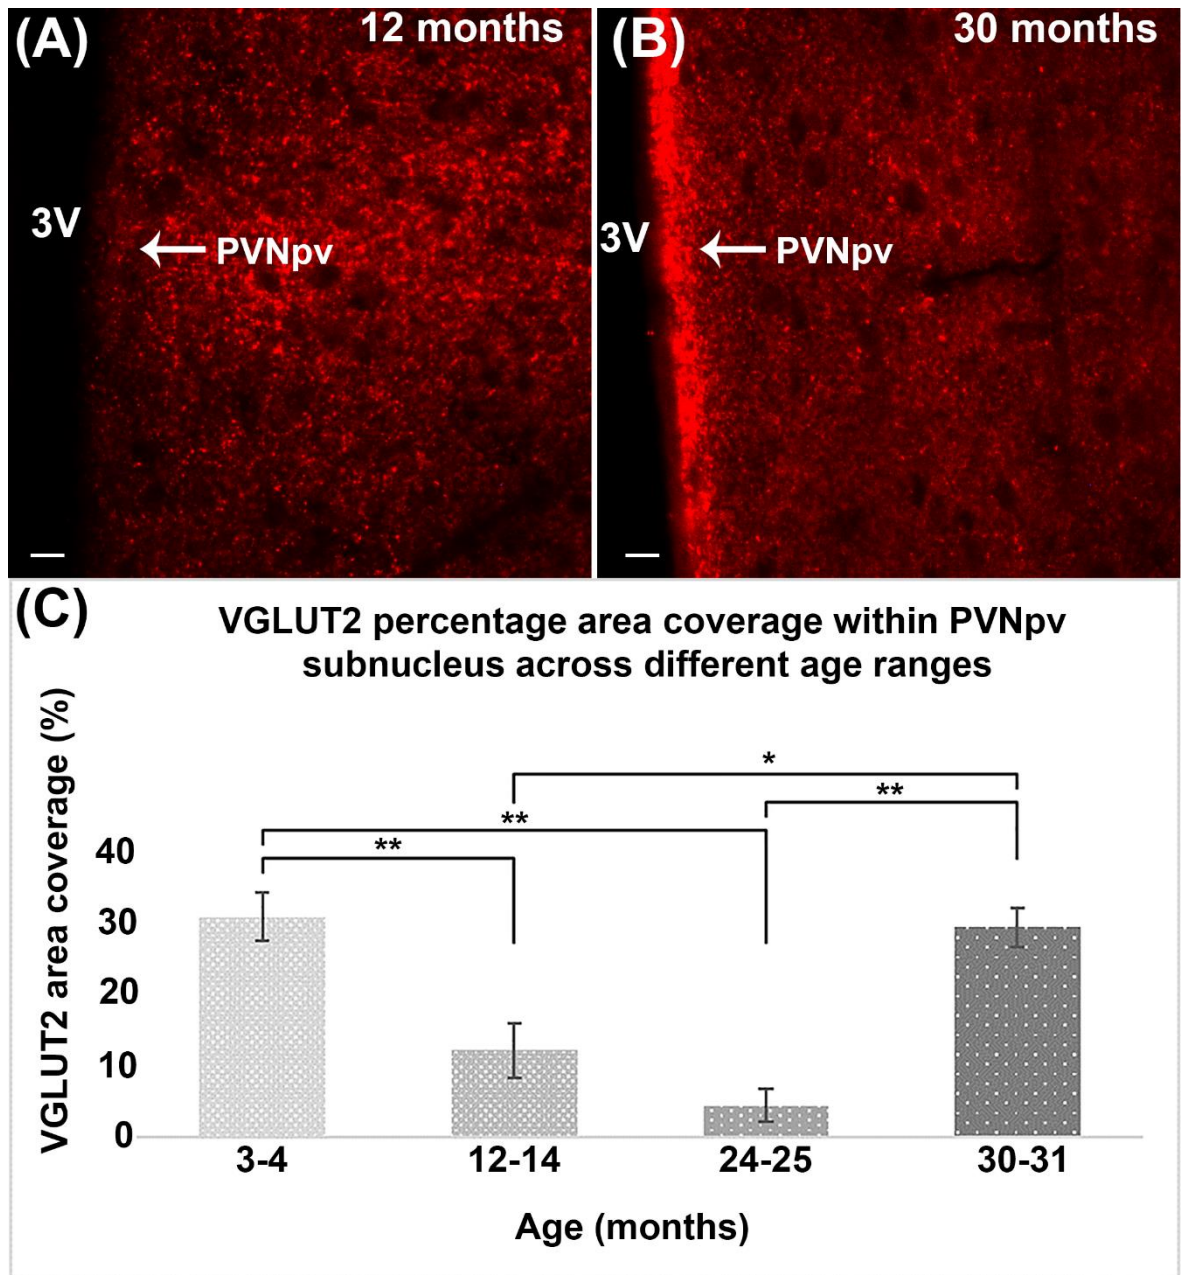 (A)
12 months
3V
PVNpv
(B)
30 months
3V
PVNpv
(C)
VGLUT2 percentage area coverage within PVNpv
subnucleus across different age ranges
VGLUT2 area coverage (%)
*
**
**
**
40
30
20
10
0
3-4
12-14
24-25
30-31
Age (months)